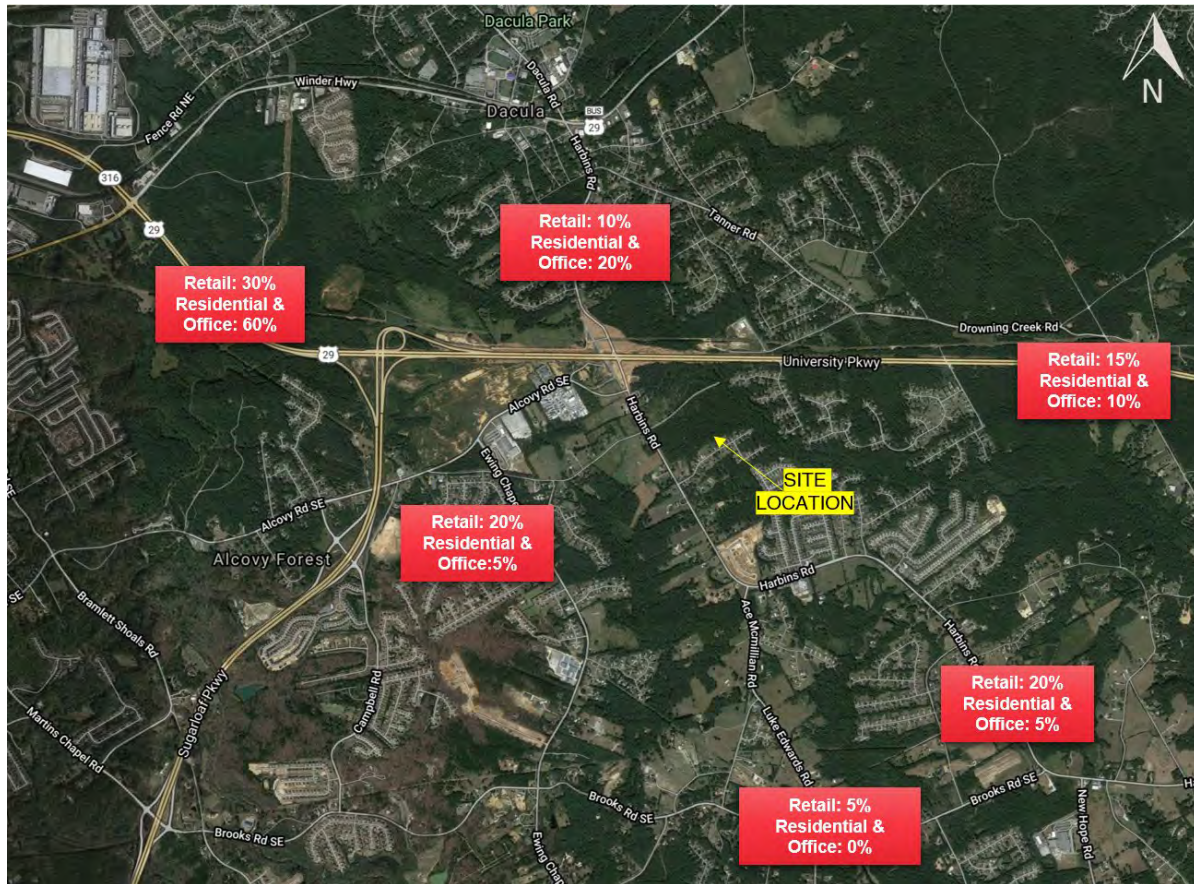 Dacula Park
Dacula Rd
Winder Hwy
Dacula
BUS
29
N
Fence Rd NE
Harbins Rd
316
29
Tanner Rd
Retail: 10%
Residential &
Office: 20%
Retail: 30%
Residential &
Office: 60%
Drowning Creek Rd
29
University Pkwy
Retail: 15%
Residential &
Office: 10%
Alcovy Rd SE
Harbins Rd
Ewing Chape
SITE
LOCATION
SE
Alcovy Rd SE
Retail: 20%
Residential &
Office:5%
Alcovy Forest
Harbins Rd
SE
Bramlett Shoals Rd
Ace Mcmillian Rd
Harbins Rd
Campbell Rd
Sugarloaf Pkwy
Retail: 20%
Residential &
Office: 5%
Martins Chapel Rd
Luke Edwards Rd
Brooks Rd SE
Brooks Rd SE
Retail: 5%
Residential &
Office: 0%
New Hope Rd
Ha
Brooks Rd SE
Ewing Chap